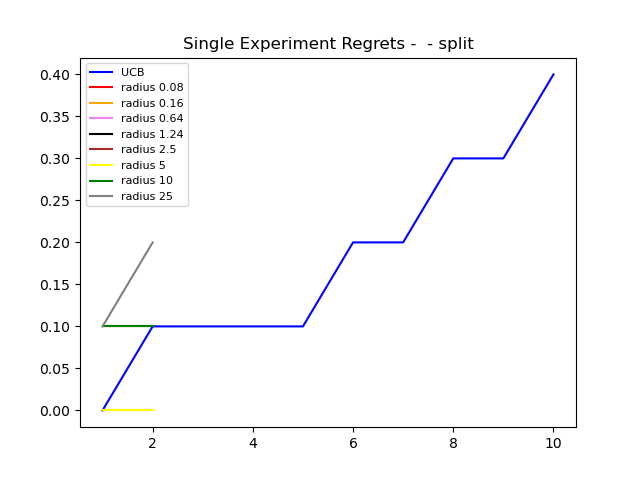 Single Experiment Regrets -  - split
UCB
radius 0.08
radius 0.16
radius 0.64
radius 1.24
radius 2.5
radius 5
radius 10
radius 25
0.40
0.35
0.30
0.25
0.20
0.15
0.10
0.05
0.00
2 4 6 8 10